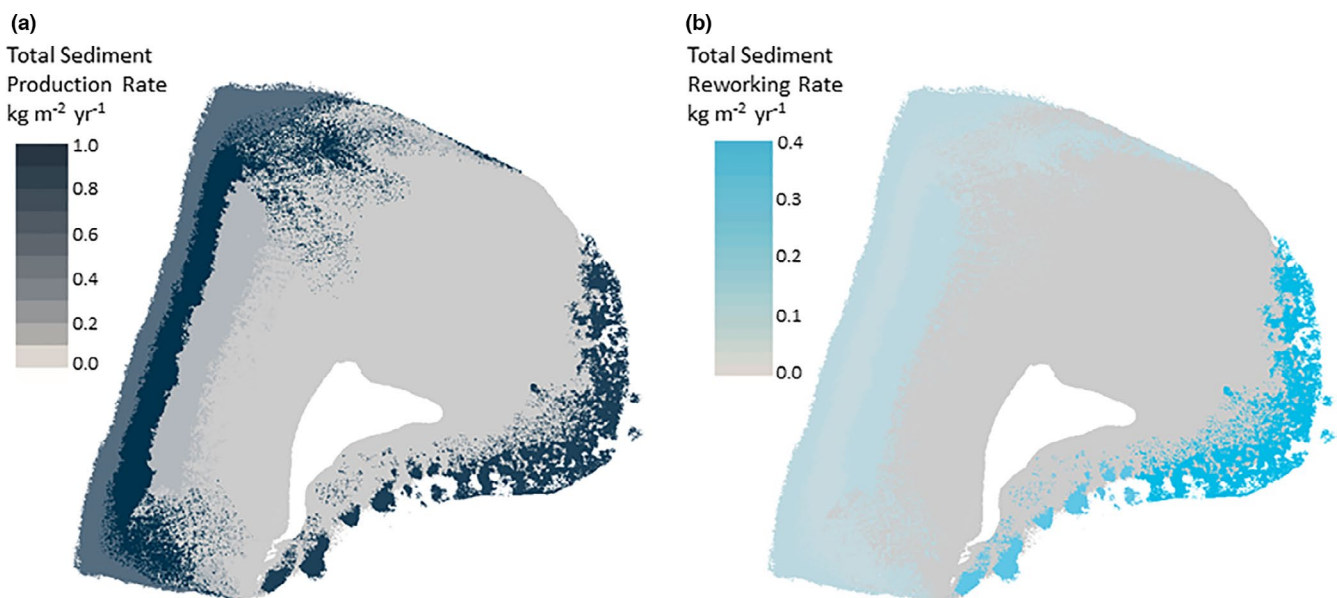 (a)
Total Sediment
Production Rate
kg m⁻² yr⁻¹
1.0
0.8
0.6
0.4
0.2
0.0
(b)
Total Sediment
Reworking Rate
kg m⁻² yr⁻¹
0.4
0.3
0.2
0.1
0.0